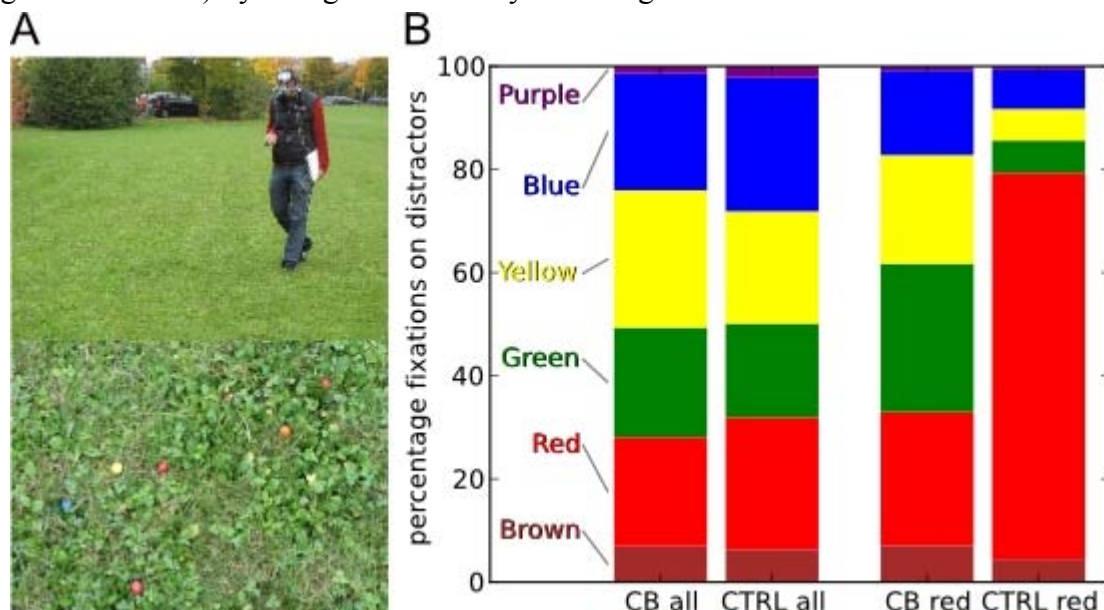 A
B
100
80
60
40
20
0
percentage fixations on distractors
Purple
Blue
Yellow
Green
Red
Brown
CB all CTRL all CB red CTRL red